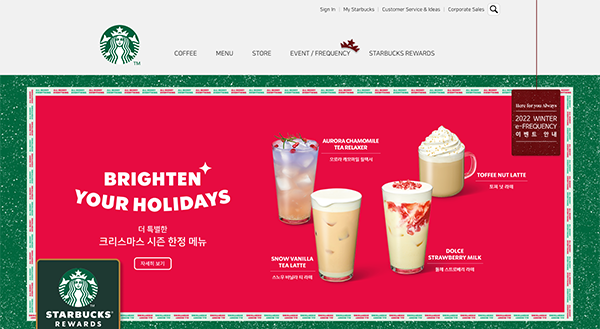 Sign In
My Starbucks
Customer Service & Ideas
Corporate Sales
TM
COFFEE
MENU
STORE
EVENT / FREQUENCY
STARBUCKS REWARDS
Here for you Always
2022 WINTER
e-FREQUENCY
이벤트 안내
BRIGHTEN
YOUR HOLIDAYS
더 특별한
크리스마스 시즌 한정 메뉴
자세히 보기
AURORA CHAMOMILE
TEA RELAXER
오로라 캐모마일 릴렉서
TOFFEE NUT LATTE
토피 넛 라떼
SNOW VANILLA
TEA LATTE
스노우 바닐라 티 라떼
DOLCE
STRAWBERRY MILK
돌체 스트로베리 라떼
STARBUCKS
REWARDS